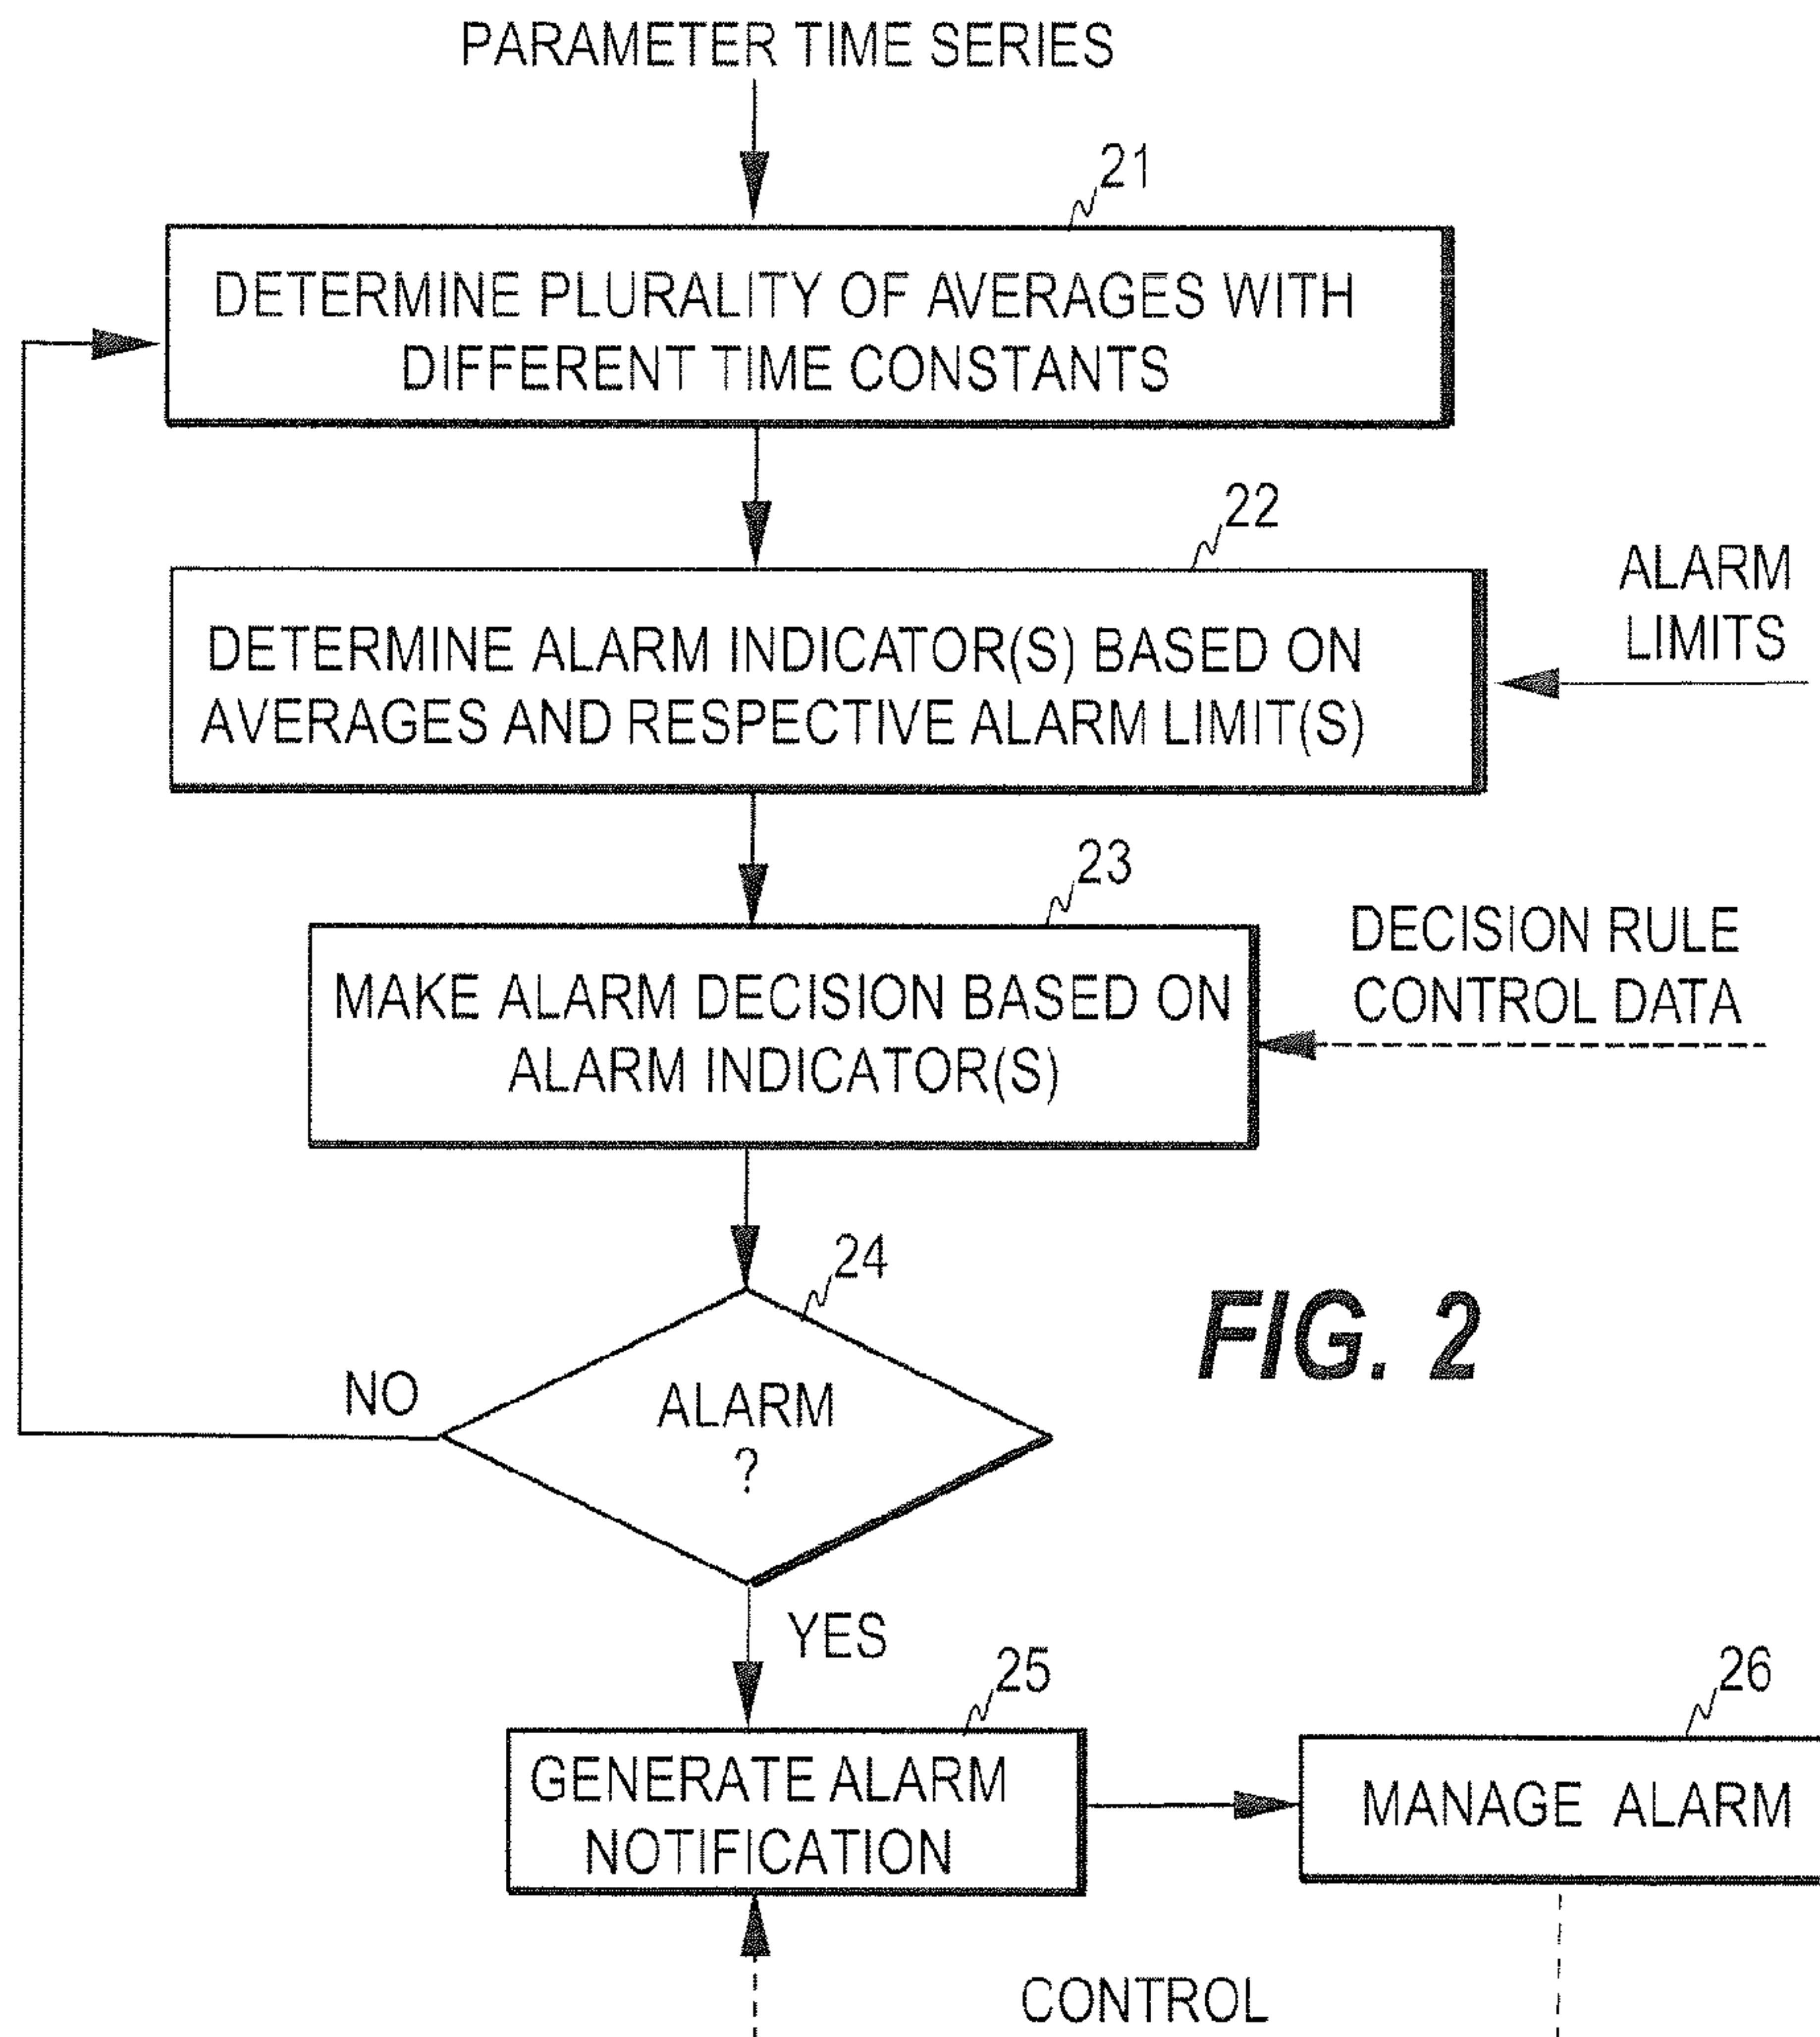 PARAMETER TIME SERIES
21
DETERMINE PLURALITY OF AVERAGES WITH
DIFFERENT TIME CONSTANTS
22
ALARM
LIMITS
DETERMINE ALARM INDICATOR(S) BASED ON
AVERAGES AND RESPECTIVE ALARM LIMIT(S)
23
DECISION RULE
CONTROL DATA
MAKE ALARM DECISION BASED ON
ALARM INDICATOR(S)
24
FIG. 2
NO
ALARM
?
YES
25
26
GENERATE ALARM
NOTIFICATION
MANAGE ALARM
CONTROL